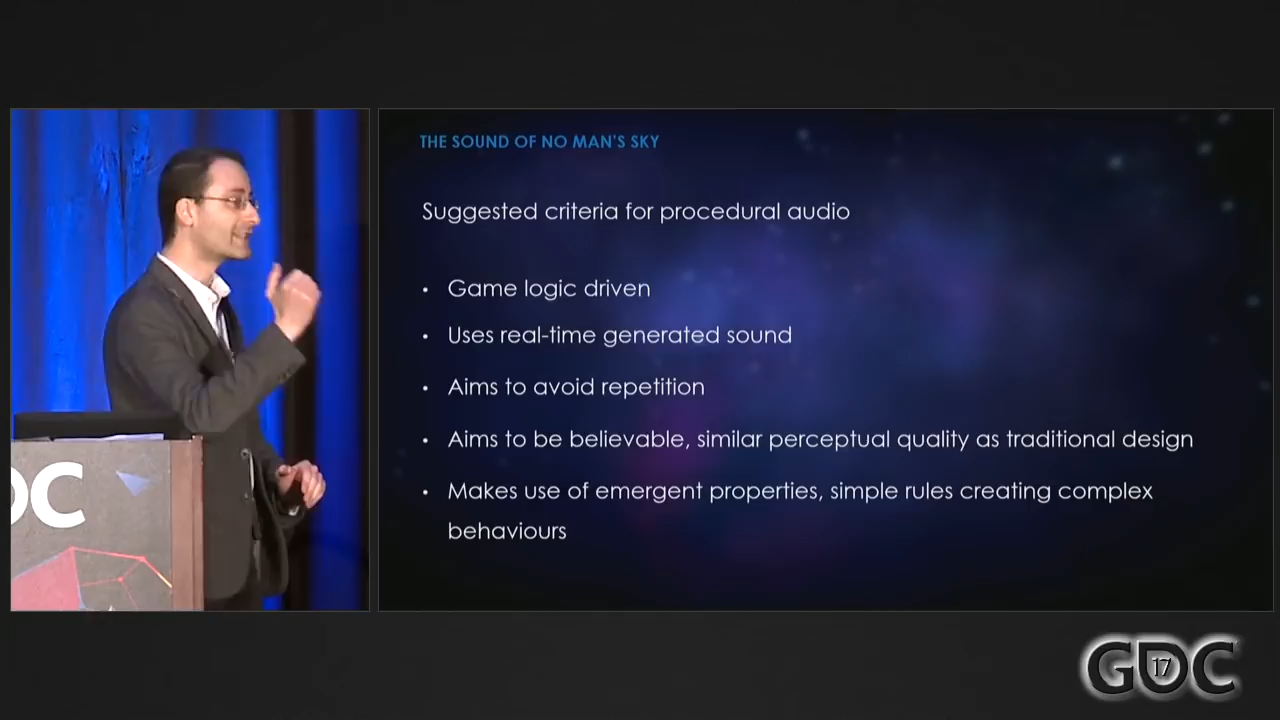 THE SOUND OF NO MAN'S SKY
Suggested criteria for procedural audio
• Game logic driven
• Uses real-time generated sound
• Aims to avoid repetition
• Aims to be believable, similar perceptual quality as traditional design
• Makes use of emergent properties, simple rules creating complex
behaviours
DC
GDC
17